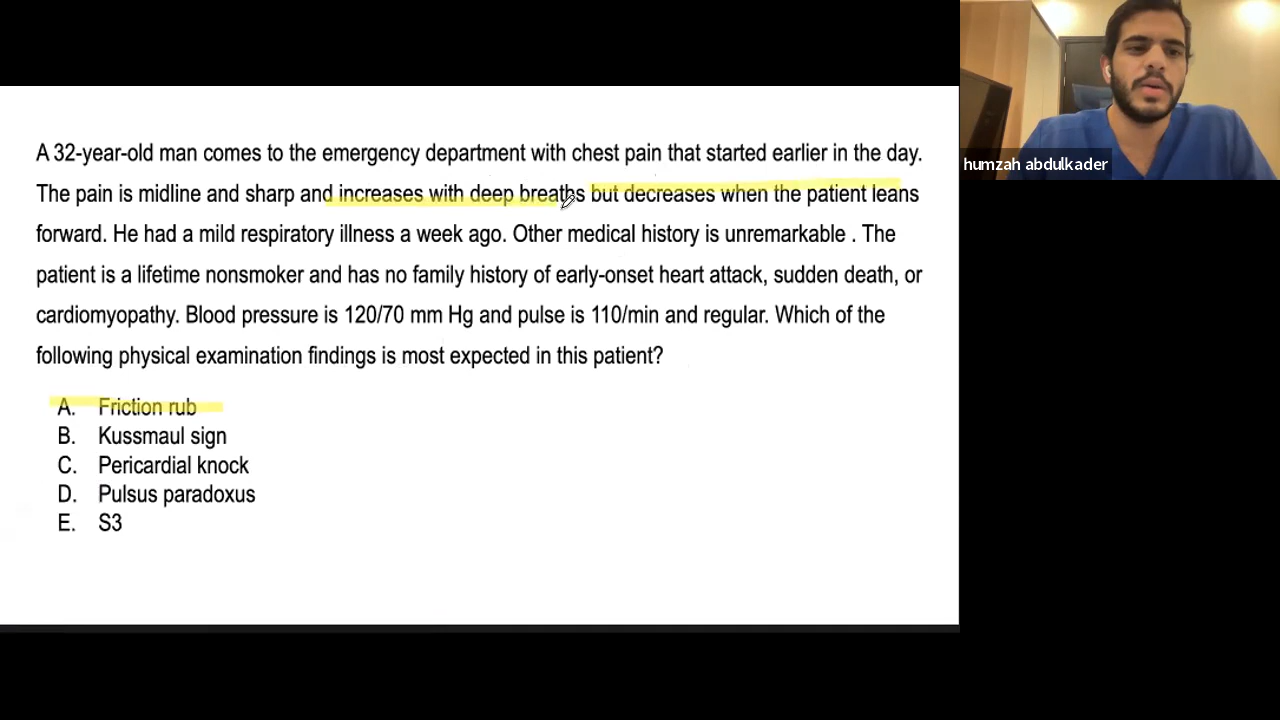 humzah abdulkader
A 32-year-old man comes to the emergency department with chest pain that started earlier in the day.
The pain is midline and sharp and increases with deep breaths but decreases when the patient leans
forward. He had a mild respiratory illness a week ago. Other medical history is unremarkable . The
patient is a lifetime nonsmoker and has no family history of early-onset heart attack, sudden death, or
cardiomyopathy. Blood pressure is 120/70 mm Hg and pulse is 110/min and regular. Which of the
following physical examination findings is most expected in this patient?
A. Friction rub
B. Kussmaul sign
C. Pericardial knock
D. Pulsus paradoxus
E. S3